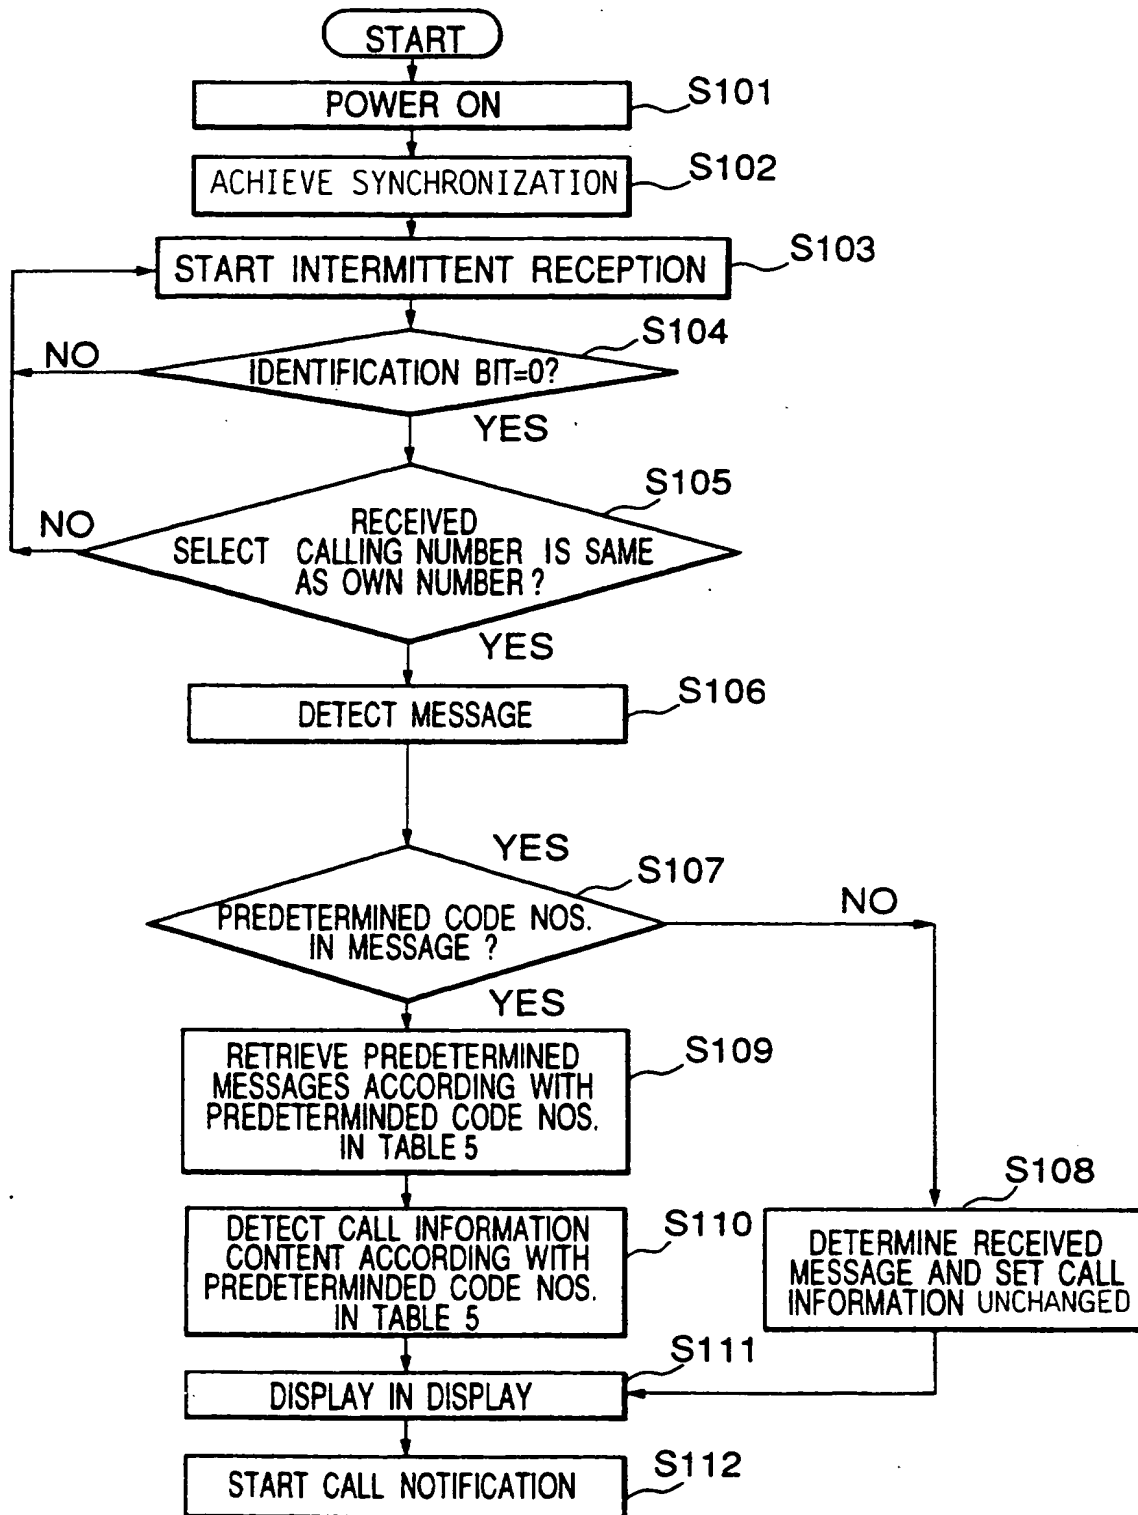 START
POWER ON
S101
ACHIEVE SYNCHRONIZATION
S102
START INTERMITTENT RECEPTION
S103
S104
NO
IDENTIFICATION BIT=0?
YES
S105
NO
RECEIVED
SELECT CALLING NUMBER IS SAME
AS OWN NUMBER ?
YES
S106
DETECT MESSAGE
YES
S107
NO
PREDETERMINED CODE NOS.
IN MESSAGE ?
YES
RETRIEVE PREDETERMINED
MESSAGES ACCORDING WITH
PREDETERMINDED CODE NOS.
IN TABLE 5
S109
S108
DETECT CALL INFORMATION
CONTENT ACCORDING WITH
PREDETERMINDED CODE NOS.
IN TABLE 5
S110
DETERMINE RECEIVED
MESSAGE AND SET CALL
INFORMATION UNCHANGED
S111
DISPLAY IN DISPLAY
S112
START CALL NOTIFICATION